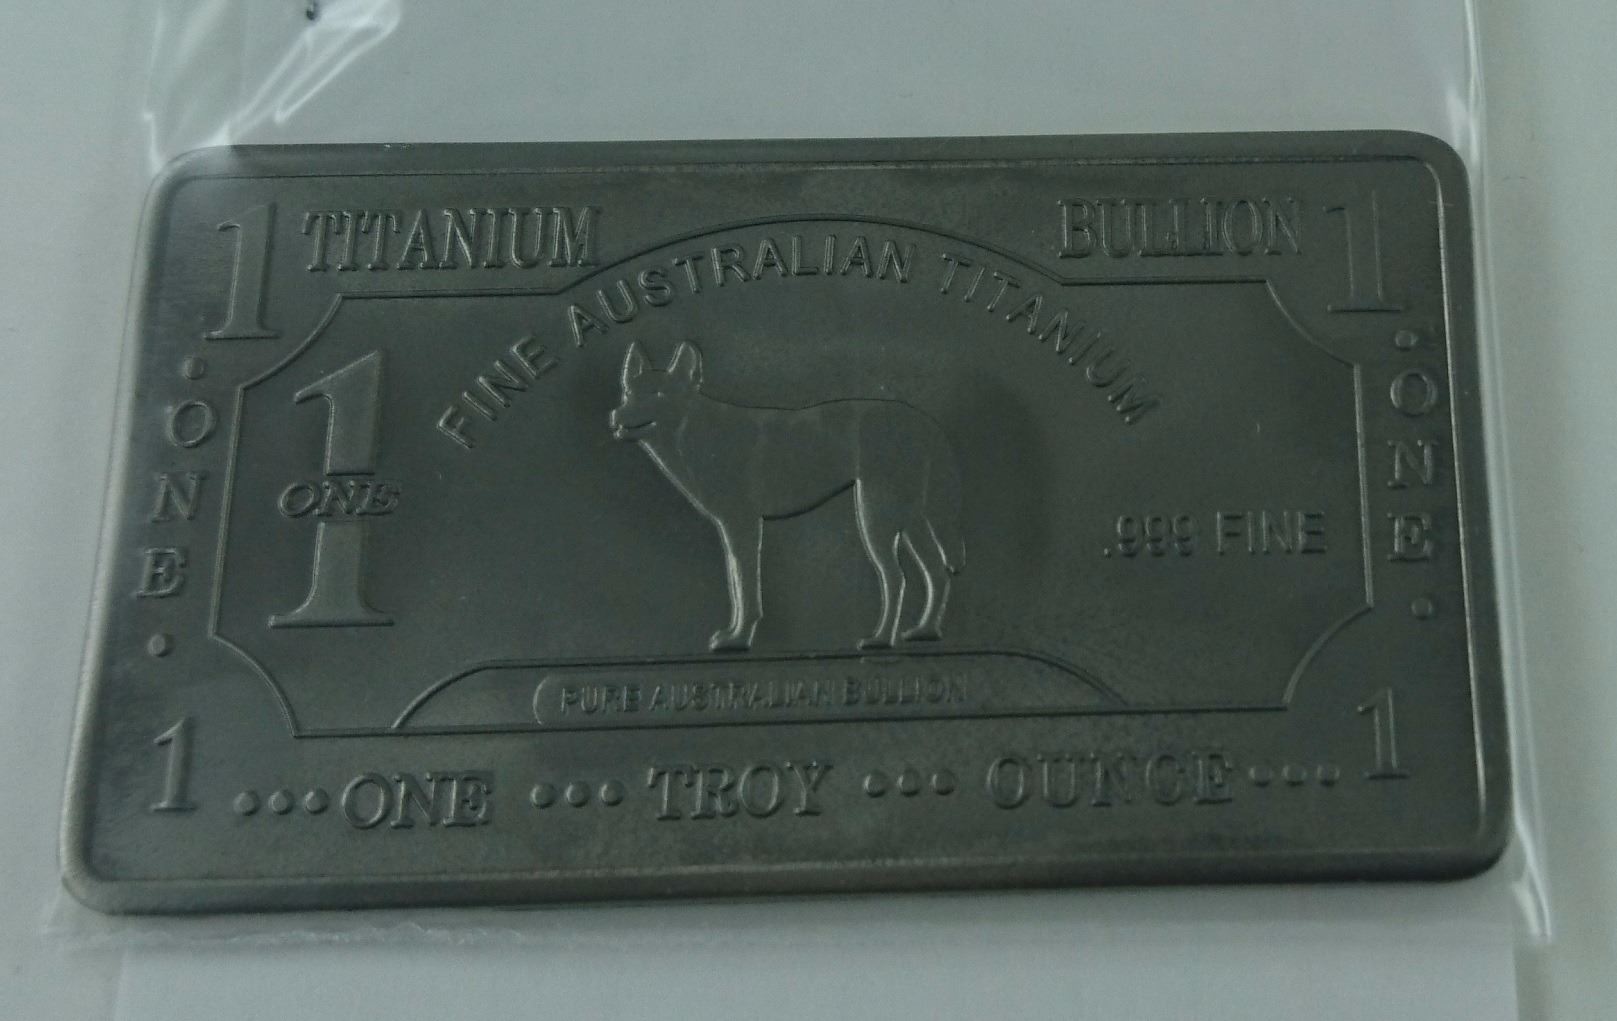 1 TITANIUM BULLION 1
FINE AUSTRALIAN TITANIUM
• ONE •
1
ONE
.999 FINE
• ONE •
PURE AUSTRALIAN BULLION
1 •••ONE ••• TROY ••• OUNCE••• 1